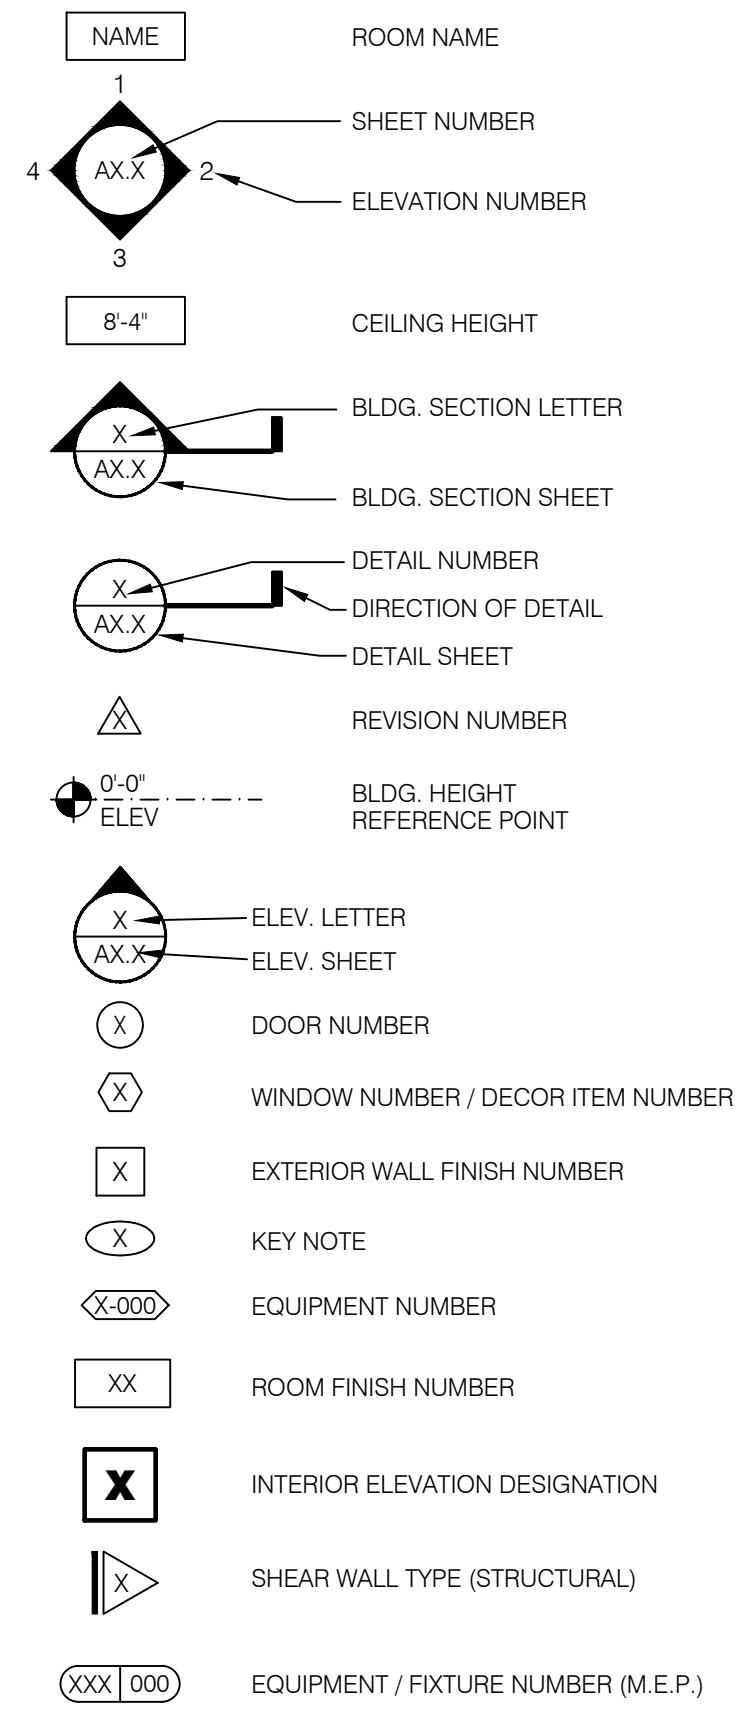 NAME ROOM NAME
1
SHEET NUMBER
4 AX.X 2
ELEVATION NUMBER
3
8'-4" CEILING HEIGHT
BLDG. SECTION LETTER
X
AX.X
BLDG. SECTION SHEET
DETAIL NUMBER
X
DIRECTION OF DETAIL
AX.X
DETAIL SHEET
X REVISION NUMBER
0'-0"
ELEV
BLDG. HEIGHT
REFERENCE POINT
X ELEV. LETTER
AX.X ELEV. SHEET
X DOOR NUMBER
X WINDOW NUMBER / DECOR ITEM NUMBER
X EXTERIOR WALL FINISH NUMBER
X KEY NOTE
X-000 EQUIPMENT NUMBER
XX ROOM FINISH NUMBER
X INTERIOR ELEVATION DESIGNATION
X SHEAR WALL TYPE (STRUCTURAL)
XXX 000 EQUIPMENT / FIXTURE NUMBER (M.E.P.)